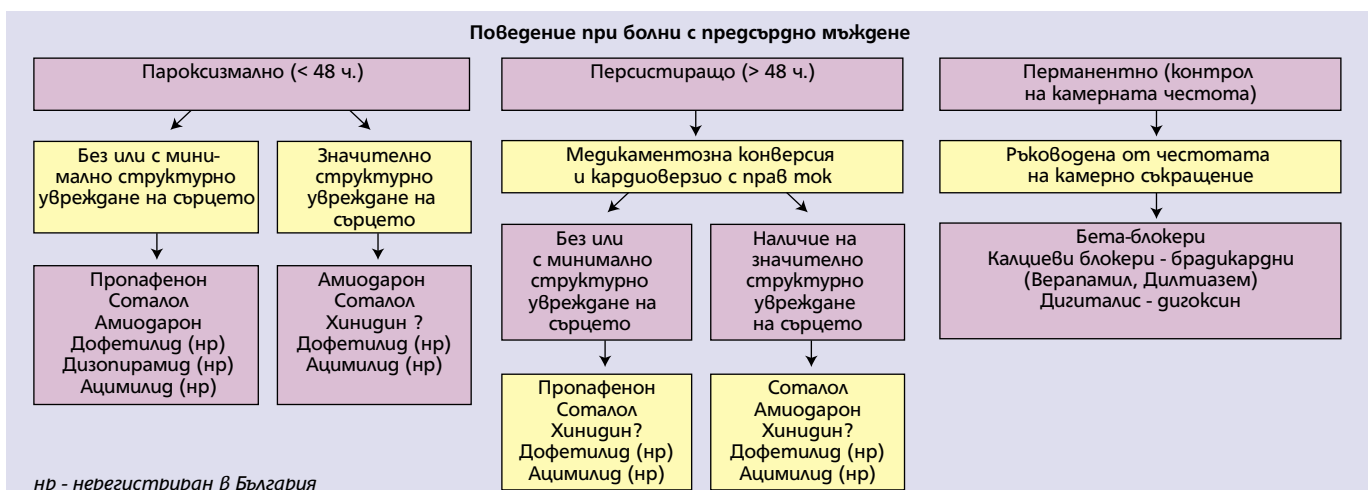 Поведение при болни с предсърдно мъждене
Пароксизмално (< 48 ч.)
Без или с мини-
мално структурно
увреждане на сърцето
Значително
структурно
увреждане на
сърцето
Пропафенон
Соталол
Амиодарон
Дофетилид (нр)
Дизопирамид (нр)
Ацимилид (нр)
Амиодарон
Соталол
Хинидин ?
Дофетилид (нр)
Ацимилид (нр)
Персистиращо (> 48 ч.)
Медикаментозна конверсия
и кардиоверзио с прав ток
Без или
с минимално
структурно
увреждане на
сърцето
Наличие на
значително
структурно
увреждане
на сърцето
Пропафенон
Соталол
Хинидин?
Дофетилид (нр)
Ацимилид (нр)
Соталол
Амиодарон
Хинидин?
Дофетилид (нр)
Ацимилид (нр)
Перманентно (контрол
на камерната честота)
Ръководена от честотата
на камерно съкращение
Бета-блокери
Калциеви блокери - брадикардни
(Верапамил, Дилтиазем)
Дигиталис - дигоксин
нр - нерегистриран в България